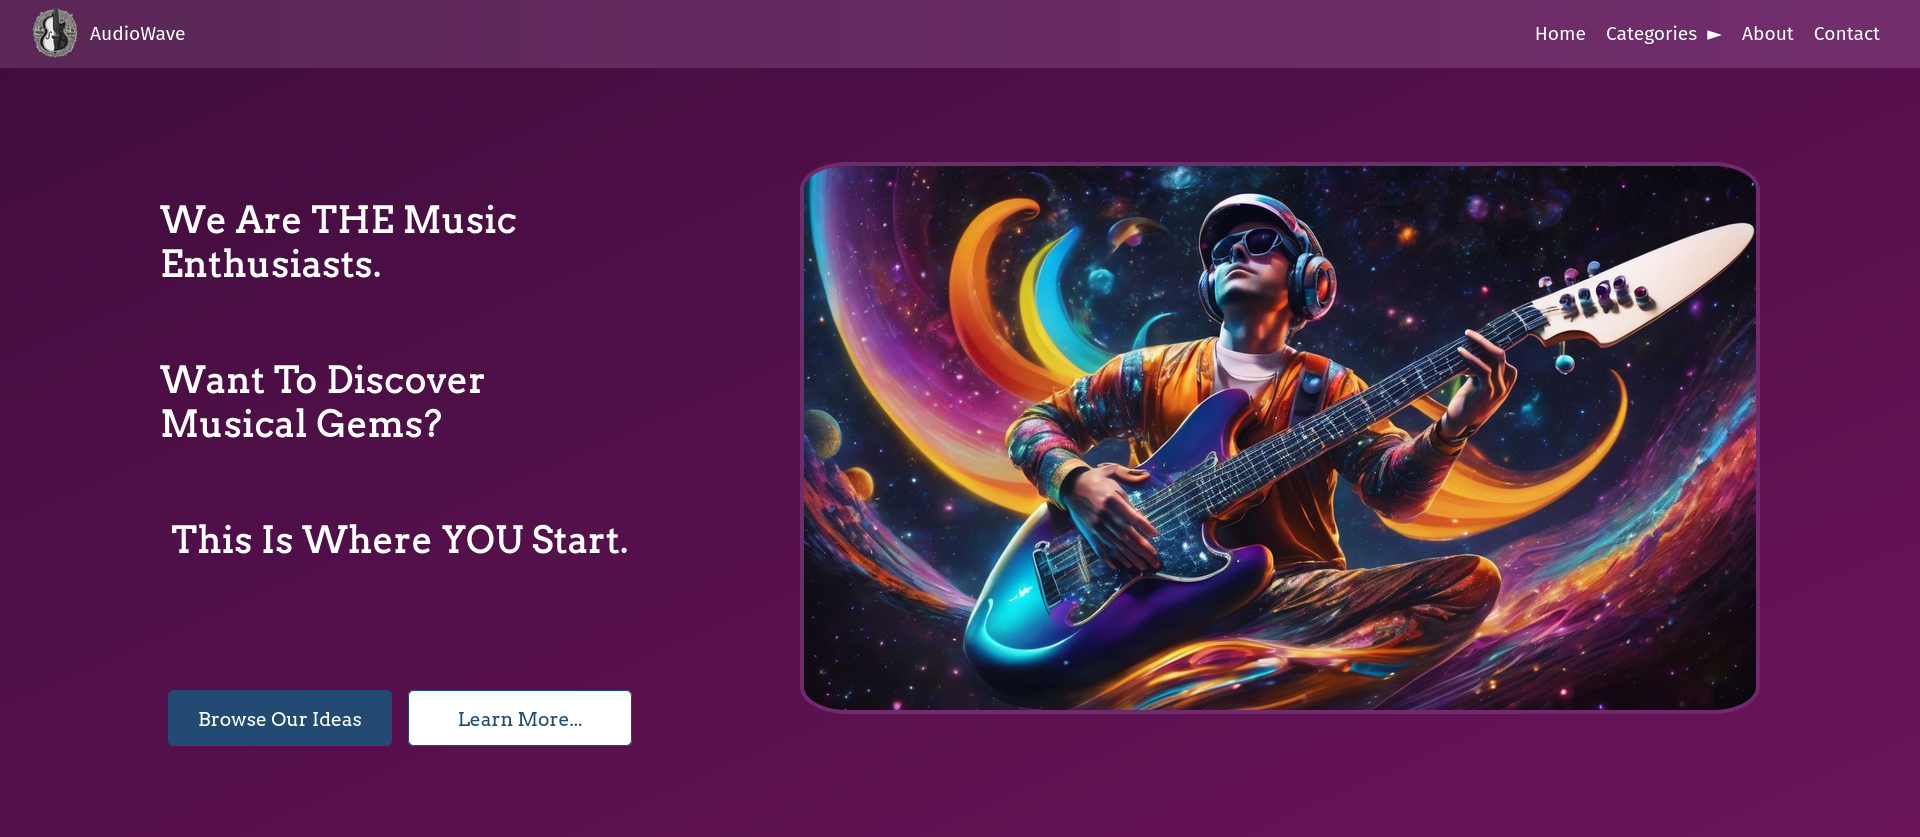 AudioWave
Home Categories ► About Contact
We Are THE Music
Enthusiasts.
Want To Discover
Musical Gems?
This Is Where YOU Start.
Browse Our Ideas
Learn More...